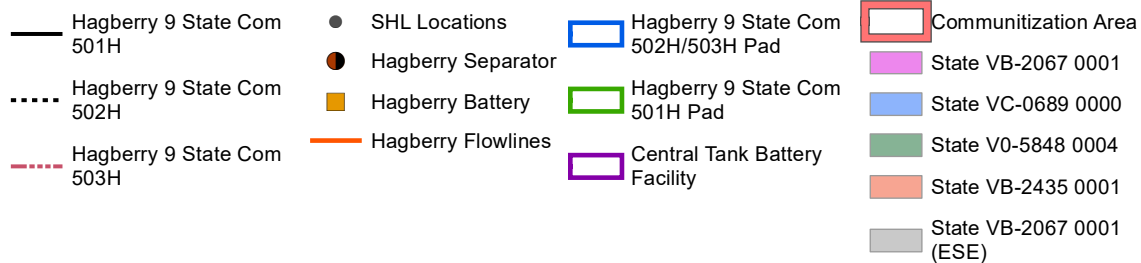 Hagberry 9 State Com
501H
Hagberry 9 State Com
502H
Hagberry 9 State Com
503H
SHL Locations
Hagberry Separator
Hagberry Battery
Hagberry Flowlines
Hagberry 9 State Com
502H/503H Pad
Hagberry 9 State Com
501H Pad
Central Tank Battery
Facility
Communitization Area
State VB-2067 0001
State VC-0689 0000
State V0-5848 0004
State VB-2435 0001
State VB-2067 0001
(ESE)